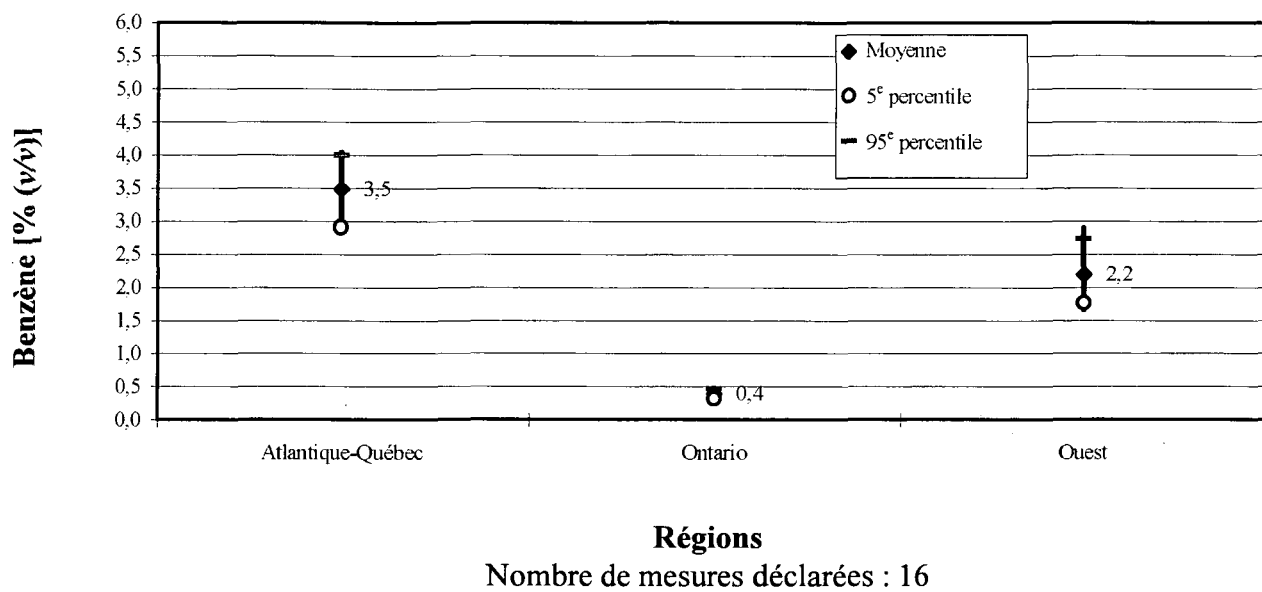 6,0
5,5
5,0
4,5
4,0
3,5
3,0
2,5
2,0
1,5
1,0
0,5
0,0
Benzène [% (v/v)]
Moyenne
5e percentile
95e percentile
3,5
0,4
2,2
Atlantique-Québec
Ontario
Ouest
Régions
Nombre de mesures déclarées : 16